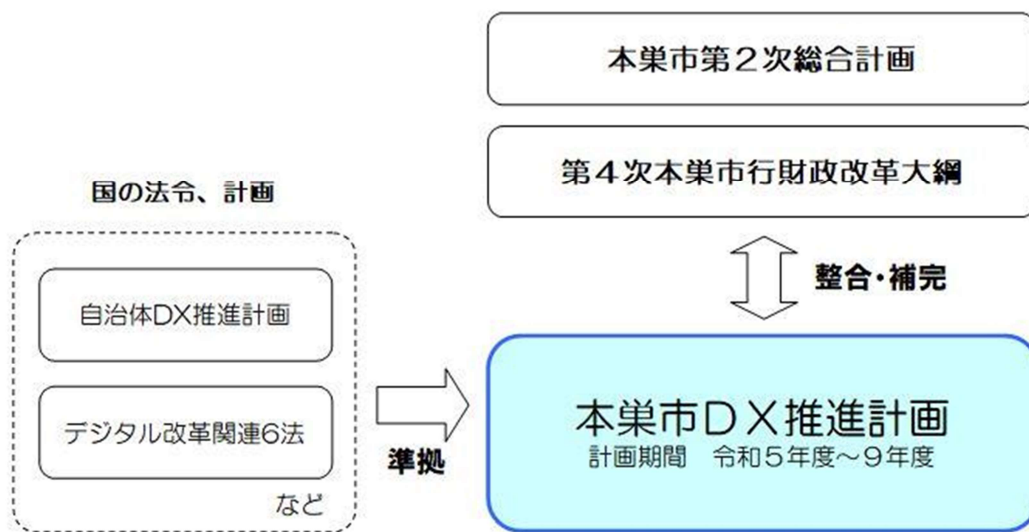 本巣市第２次総合計画
第４次本巣市行財政改革大綱
国の法令、計画
整合・補完
自治体DX推進計画
デジタル改革関連6法
など
準拠
本巣市ＤＸ推進計画
計画期間　令和５年度～９年度